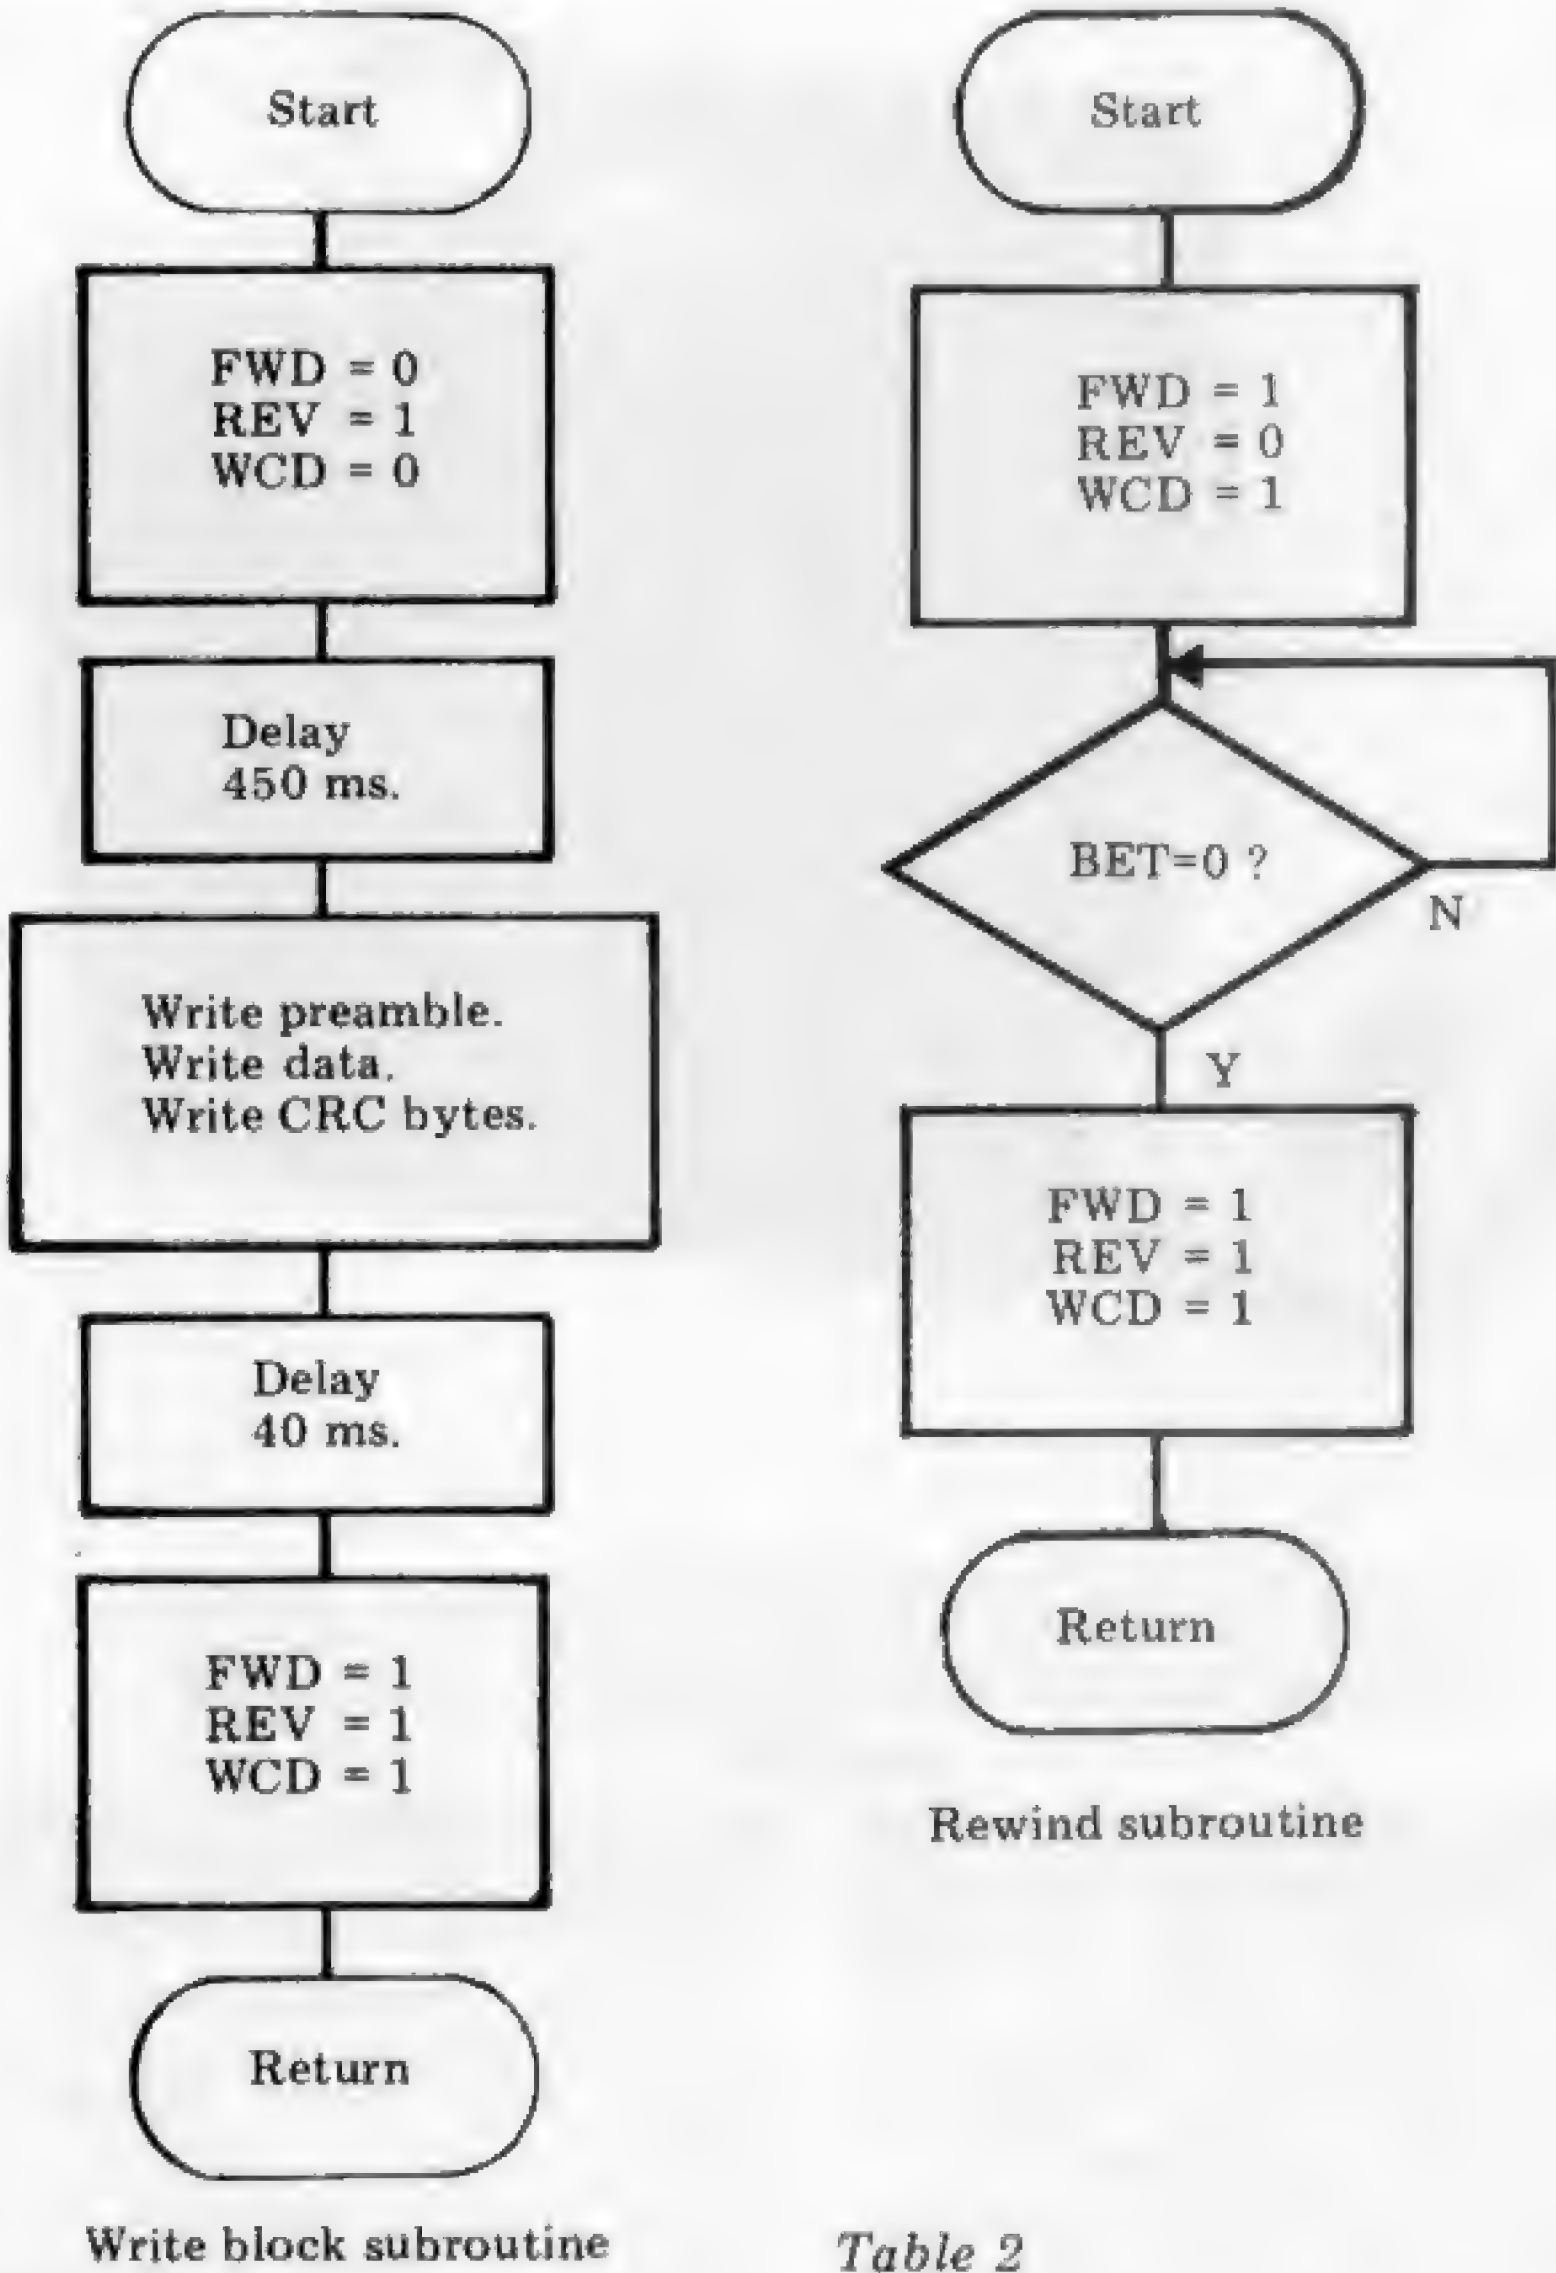 Start
FWD = 0
REV = 1
WCD = 0
Delay
450 ms.
Write preamble.
Write data.
Write CRC bytes.
Delay
40 ms.
FWD = 1
REV = 1
WCD = 1
Return
Write block subroutine
Start
FWD = 1
REV = 0
WCD = 1
BET=0 ?
N
Y
FWD = 1
REV = 1
WCD = 1
Return
Rewind subroutine
Table 2